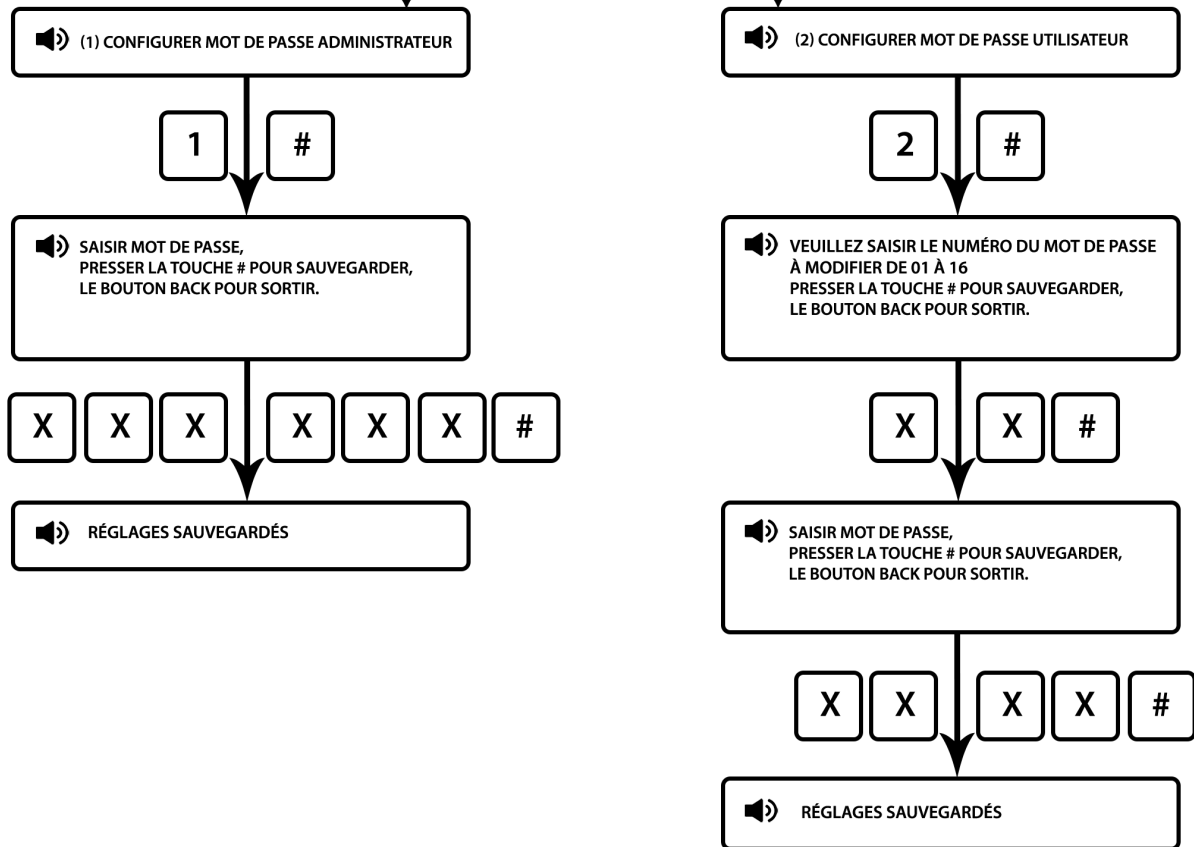 (1) CONFIGURER MOT DE PASSE ADMINISTRATEUR
1 #
SAISIR MOT DE PASSE,
PRESSER LA TOUCHE # POUR SAUVEGARDER,
LE BOUTON BACK POUR SORTIR.
X X X X X X #
RÉGLAGES SAUVEGARDÉS
(2) CONFIGURER MOT DE PASSE UTILISATEUR
2 #
VEUILLEZ SAISIR LE NUMÉRO DU MOT DE PASSE
À MODIFIER DE 01 À 16
PRESSER LA TOUCHE # POUR SAUVEGARDER,
LE BOUTON BACK POUR SORTIR.
X X #
SAISIR MOT DE PASSE,
PRESSER LA TOUCHE # POUR SAUVEGARDER,
LE BOUTON BACK POUR SORTIR.
X X X X #
RÉGLAGES SAUVEGARDÉS